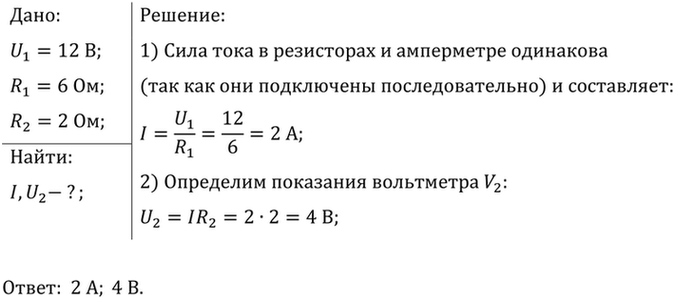 Дано:
U₁ = 12 В;
R₁ = 6 Ом;
R₂ = 2 Ом;
Найти:
I, U₂ − ? ;
Решение:
1) Сила тока в резисторах и амперметре одинакова
(так как они подключены последовательно) и составляет:
I = U₁/R₁ = 12/6 = 2 А;
2) Определим показания вольтметра V₂:
U₂ = IR₂ = 2 · 2 = 4 В;
Ответ: 2 А; 4 В.